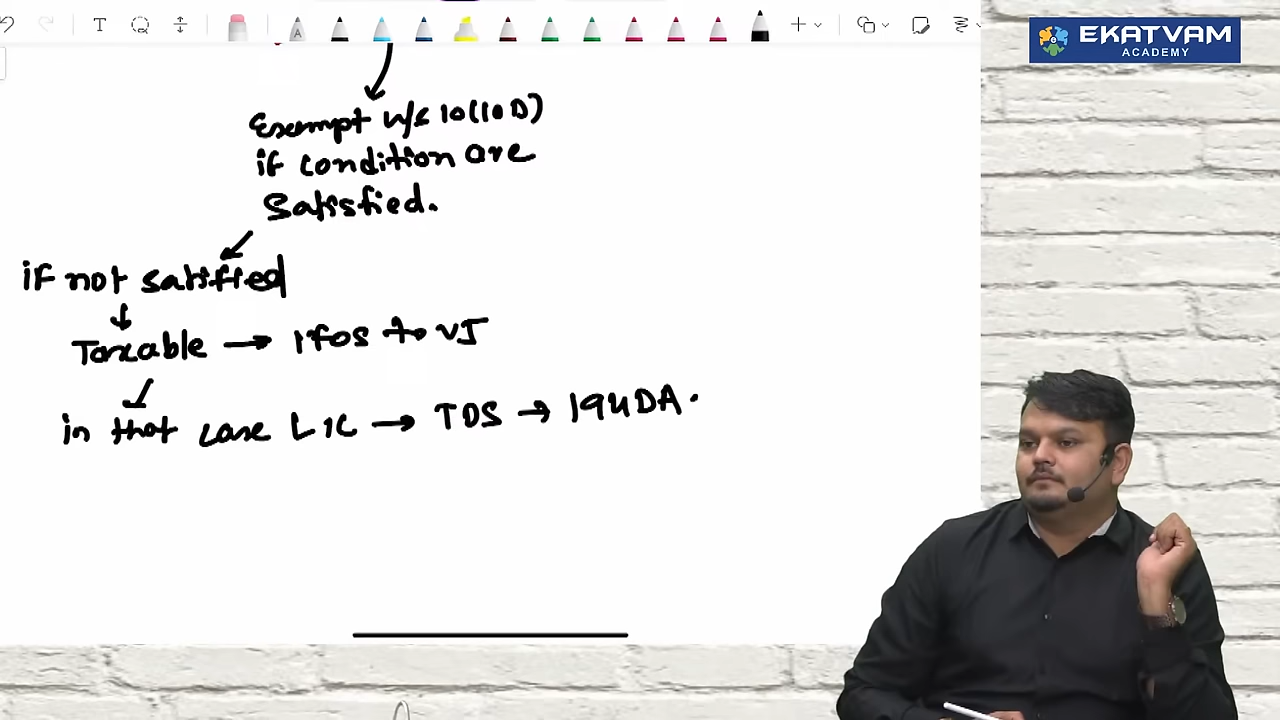 T
A
EKATVAM
ACADEMY
Exempt u/s 10(10D)
if condition are
Satisfied.
if not satisfied
Taxable → IFOS to VJ
in that case LIC → TDS → 194DA.